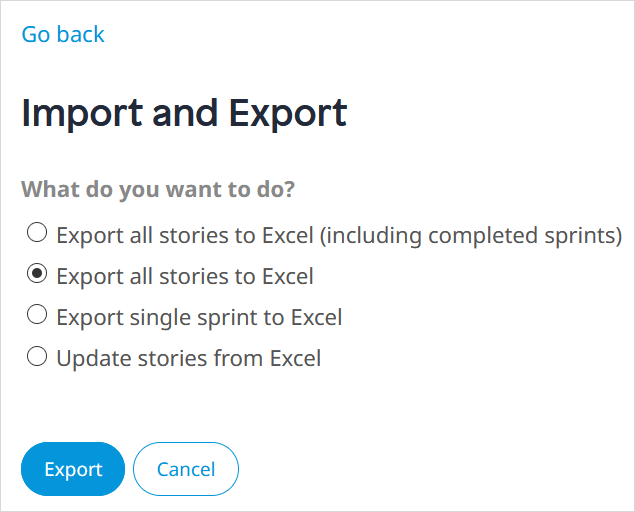 Go back
Import and Export
What do you want to do?
Export all stories to Excel (including completed sprints)
Export all stories to Excel
Export single sprint to Excel
Update stories from Excel
Export Cancel